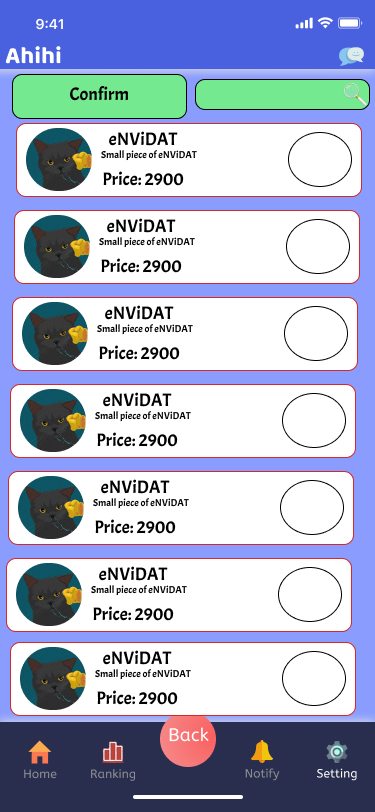 9:41
Ahihi
Confirm
eNViDAT
Small piece of eNViDAT
Price: 2900
eNViDAT
Small piece of eNViDAT
Price: 2900
eNViDAT
Small piece of eNViDAT
Price: 2900
eNViDAT
Small piece of eNViDAT
Price: 2900
eNViDAT
Small piece of eNViDAT
Price: 2900
eNViDAT
Small piece of eNViDAT
Price: 2900
eNViDAT
Small piece of eNViDAT
Price: 2900
Back
Home Ranking Notify Setting